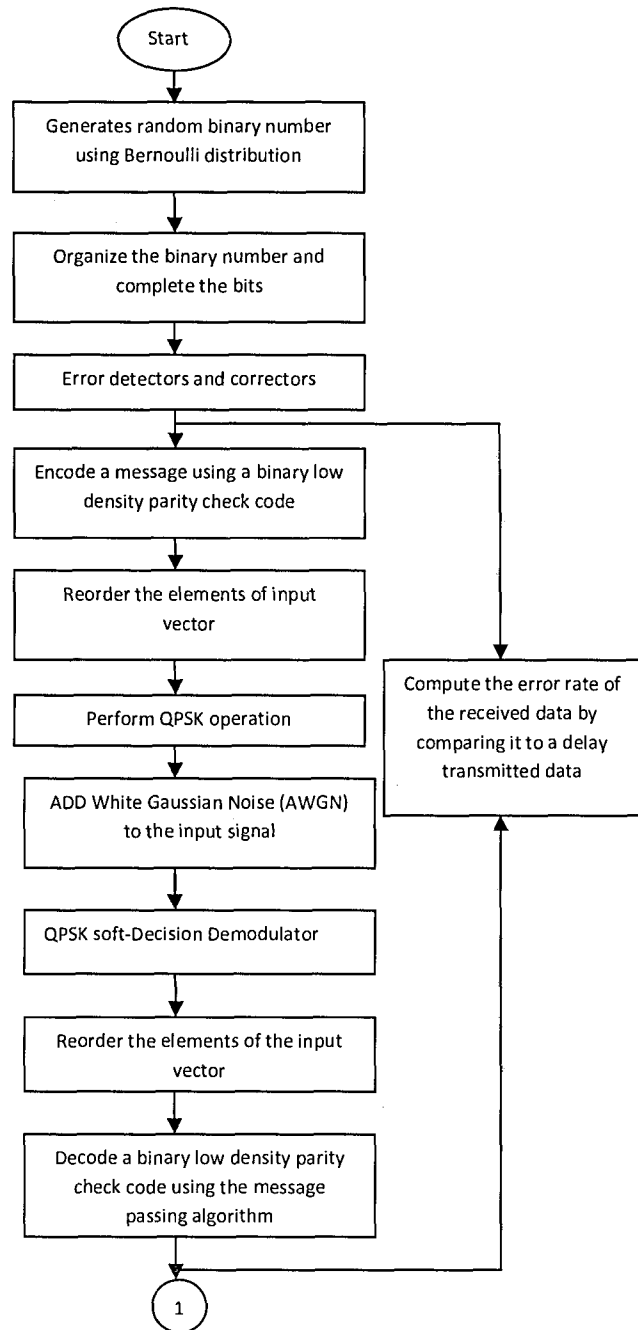 Start
Generates random binary number
using Bernoulli distribution
Organize the binary number and
complete the bits
Error detectors and correctors
Encode a message using a binary low
density parity check code
Reorder the elements of input
vector
Perform QPSK operation
Compute the error rate of
the received data by
comparing it to a delay
transmitted data
ADD White Gaussian Noise (AWGN)
to the input signal
QPSK soft-Decision Demodulator
Reorder the elements of the input
vector
Decode a binary low density parity
check code using the message
passing algorithm
1